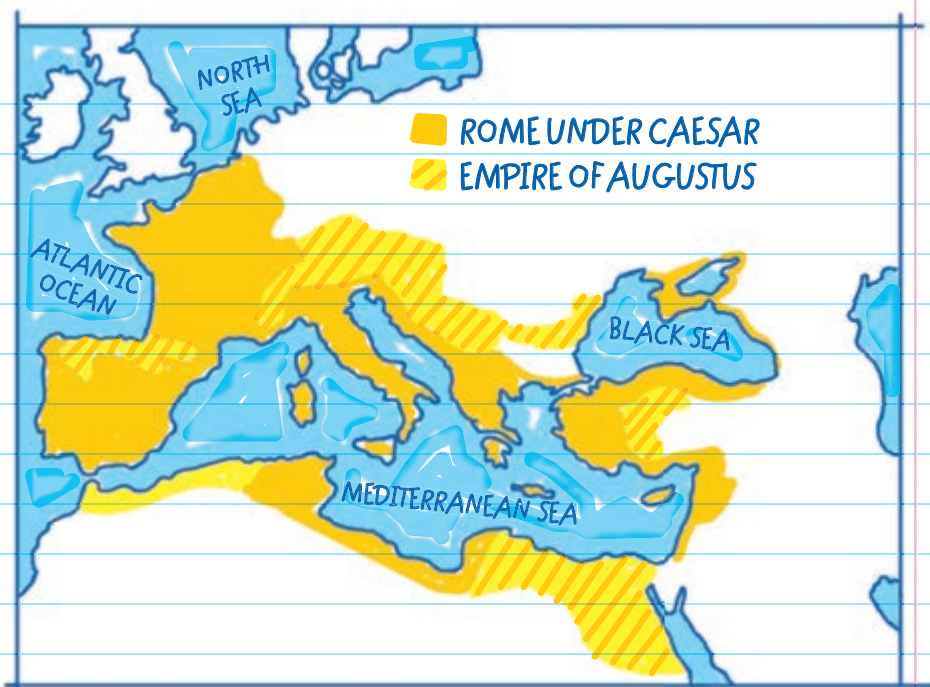 NORTH
SEA
ROME UNDER CAESAR
EMPIRE OF AUGUSTUS
ATLANTIC
OCEAN
BLACK SEA
MEDITERRANEAN SEA